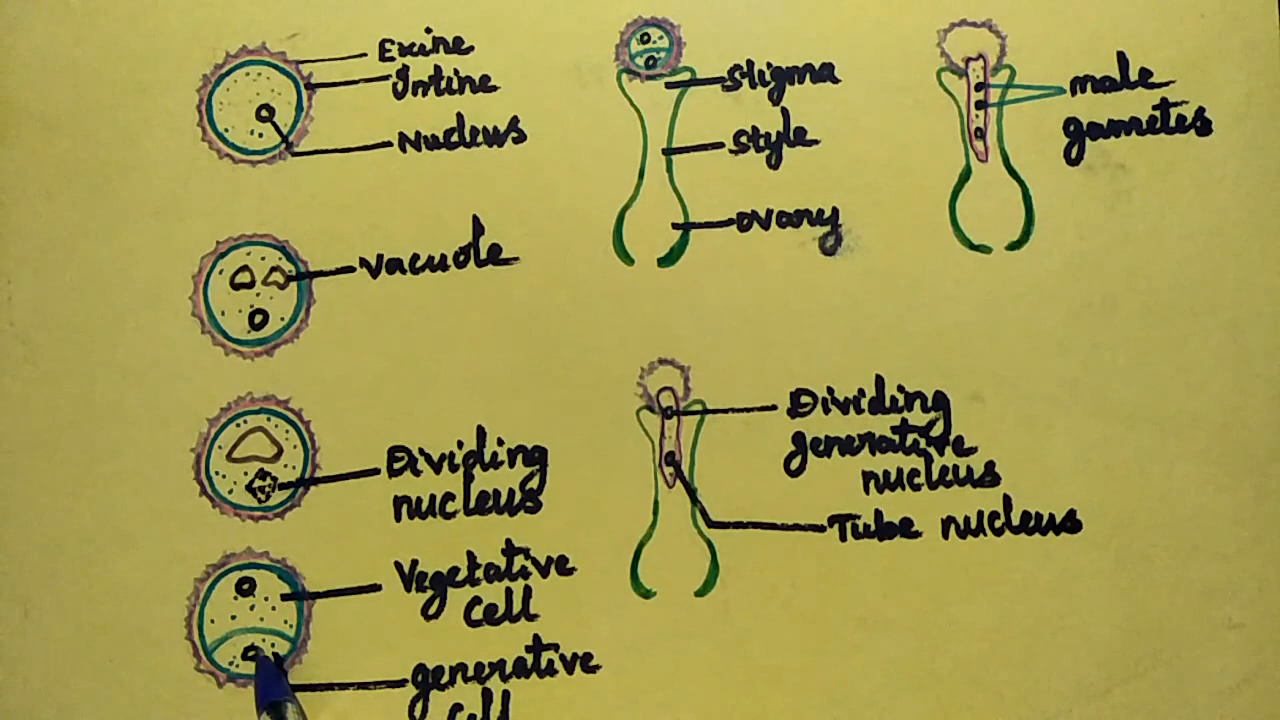 Exine
Intine
Nucleus
Vacuole
Dividing
nucleus
Vegetative
Cell
generative
Cell
Stigma
Style
Ovary
Dividing
generative
nucleus
Tube nucleus
male
gametes